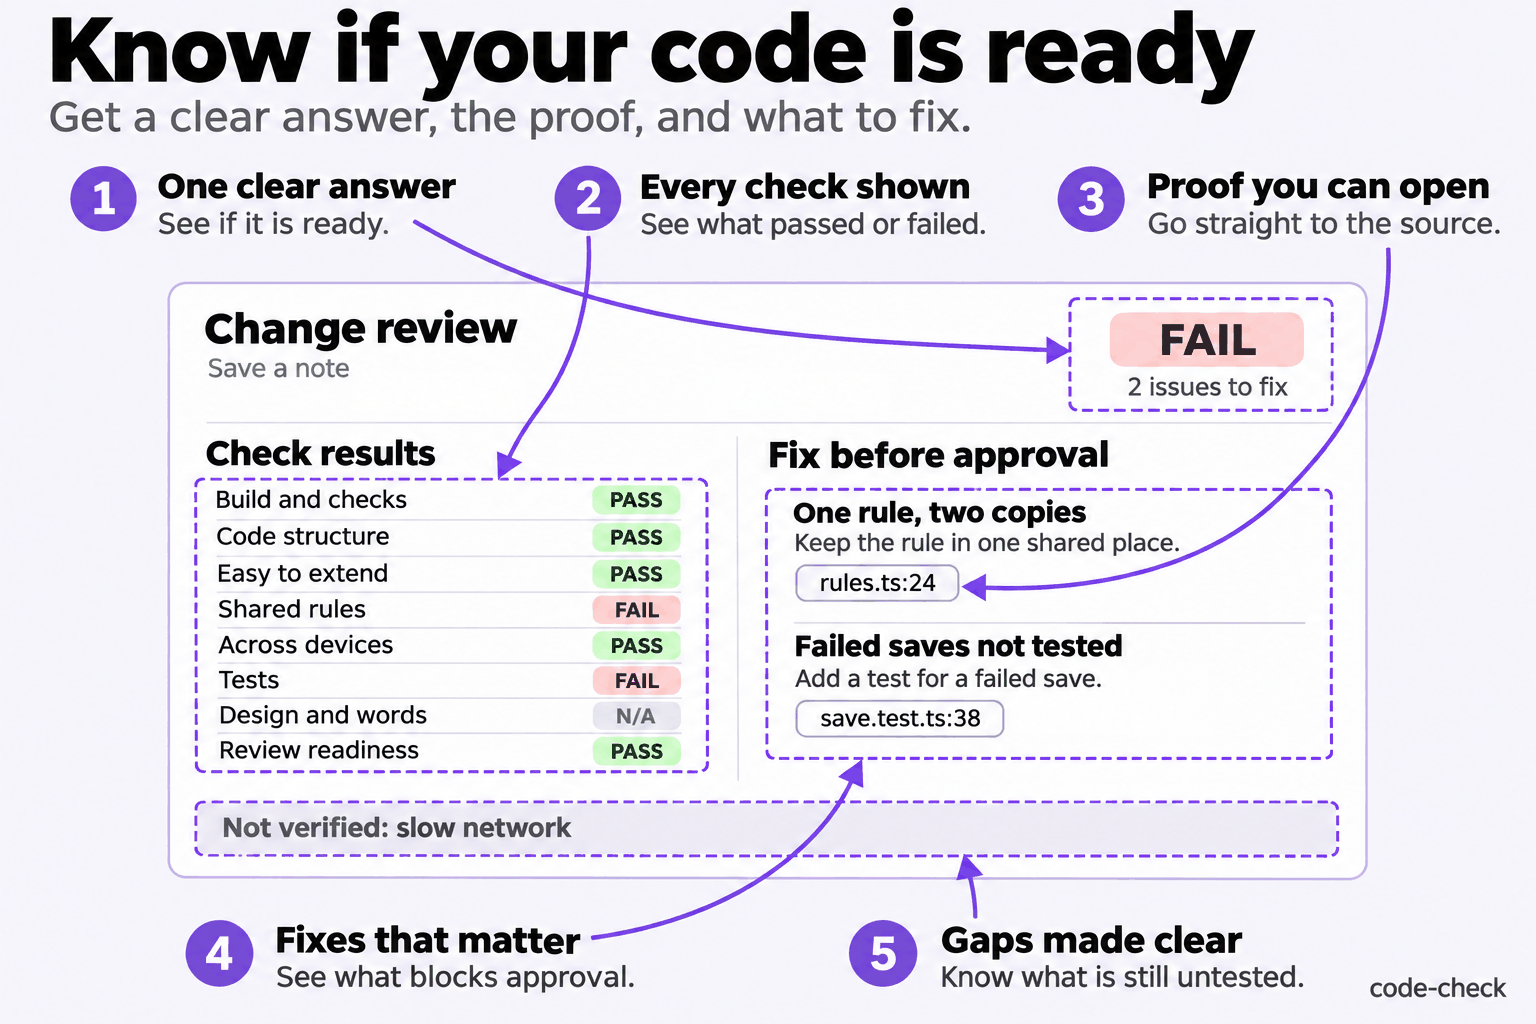 Know if your code is ready
Get a clear answer, the proof, and what to fix.
1
One clear answer
See if it is ready.
2
Every check shown
See what passed or failed.
3
Proof you can open
Go straight to the source.
Change review
Save a note
FAIL
2 issues to fix
Check results
Build and checks PASS
Code structure PASS
Easy to extend PASS
Shared rules FAIL
Across devices PASS
Tests FAIL
Design and words N/A
Review readiness PASS
Fix before approval
One rule, two copies
Keep the rule in one shared place.
rules.ts:24
Failed saves not tested
Add a test for a failed save.
save.test.ts:38
Not verified: slow network
4
Fixes that matter
See what blocks approval.
5
Gaps made clear
Know what is still untested.
code-check